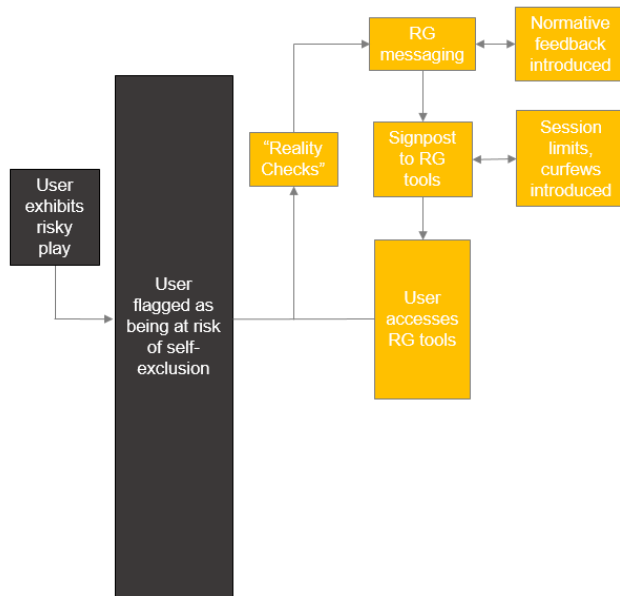 User
exhibits
risky
play
User
flagged as
being at risk
of self-
exclusion
“Reality
Checks”
RG
messaging
Normative
feedback
introduced
Signpost
to RG
tools
Session
limits,
curfews
introduced
User
accesses
RG tools